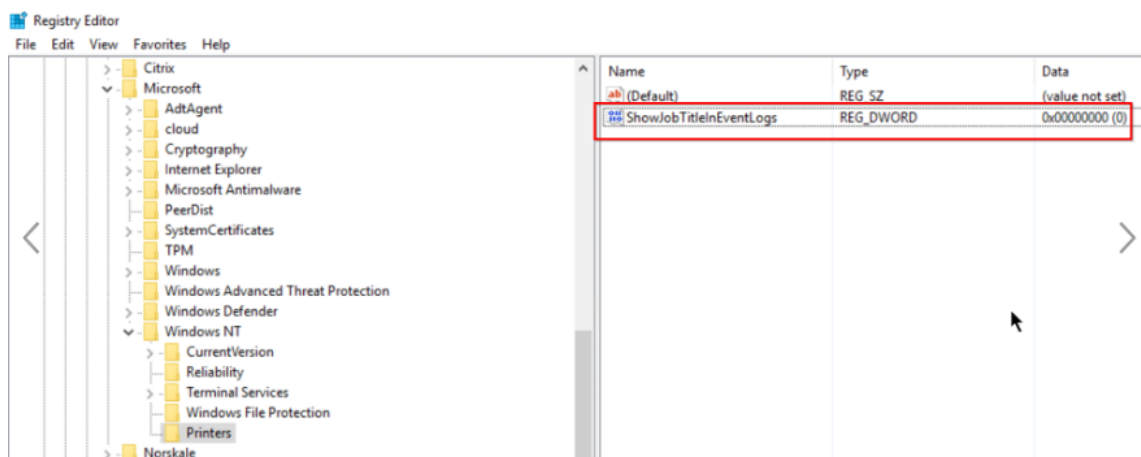 Registry Editor
File Edit View Favorites Help
Citrix
Microsoft
AdtAgent
cloud
Cryptography
Internet Explorer
Microsoft Antimalware
PeerDist
SystemCertificates
TPM
Windows
Windows Advanced Threat Protection
Windows Defender
Windows NT
CurrentVersion
Reliability
Terminal Services
Windows File Protection
Printers
Norskale
Name Type Data
(Default) REG_SZ (value not set)
ShowJobTitleInEventLogs REG_DWORD 0x00000000 (0)